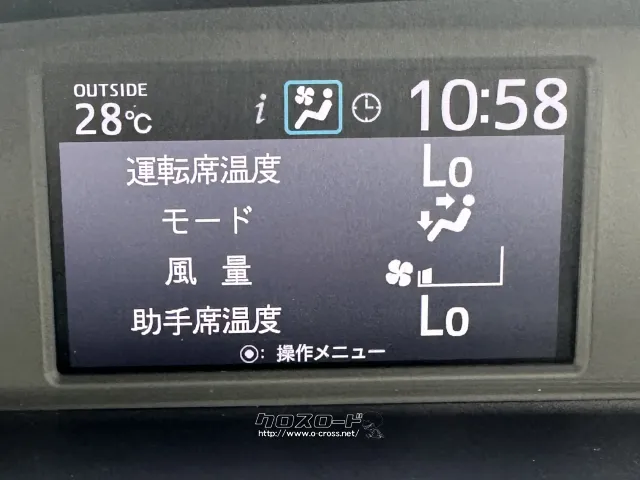 OUTSIDE
28℃
i
10:58
運転席温度 Lo
モード
風量
助手席温度 Lo
◉: 操作メニュー
クロスロード
http://www.o-cross.net/